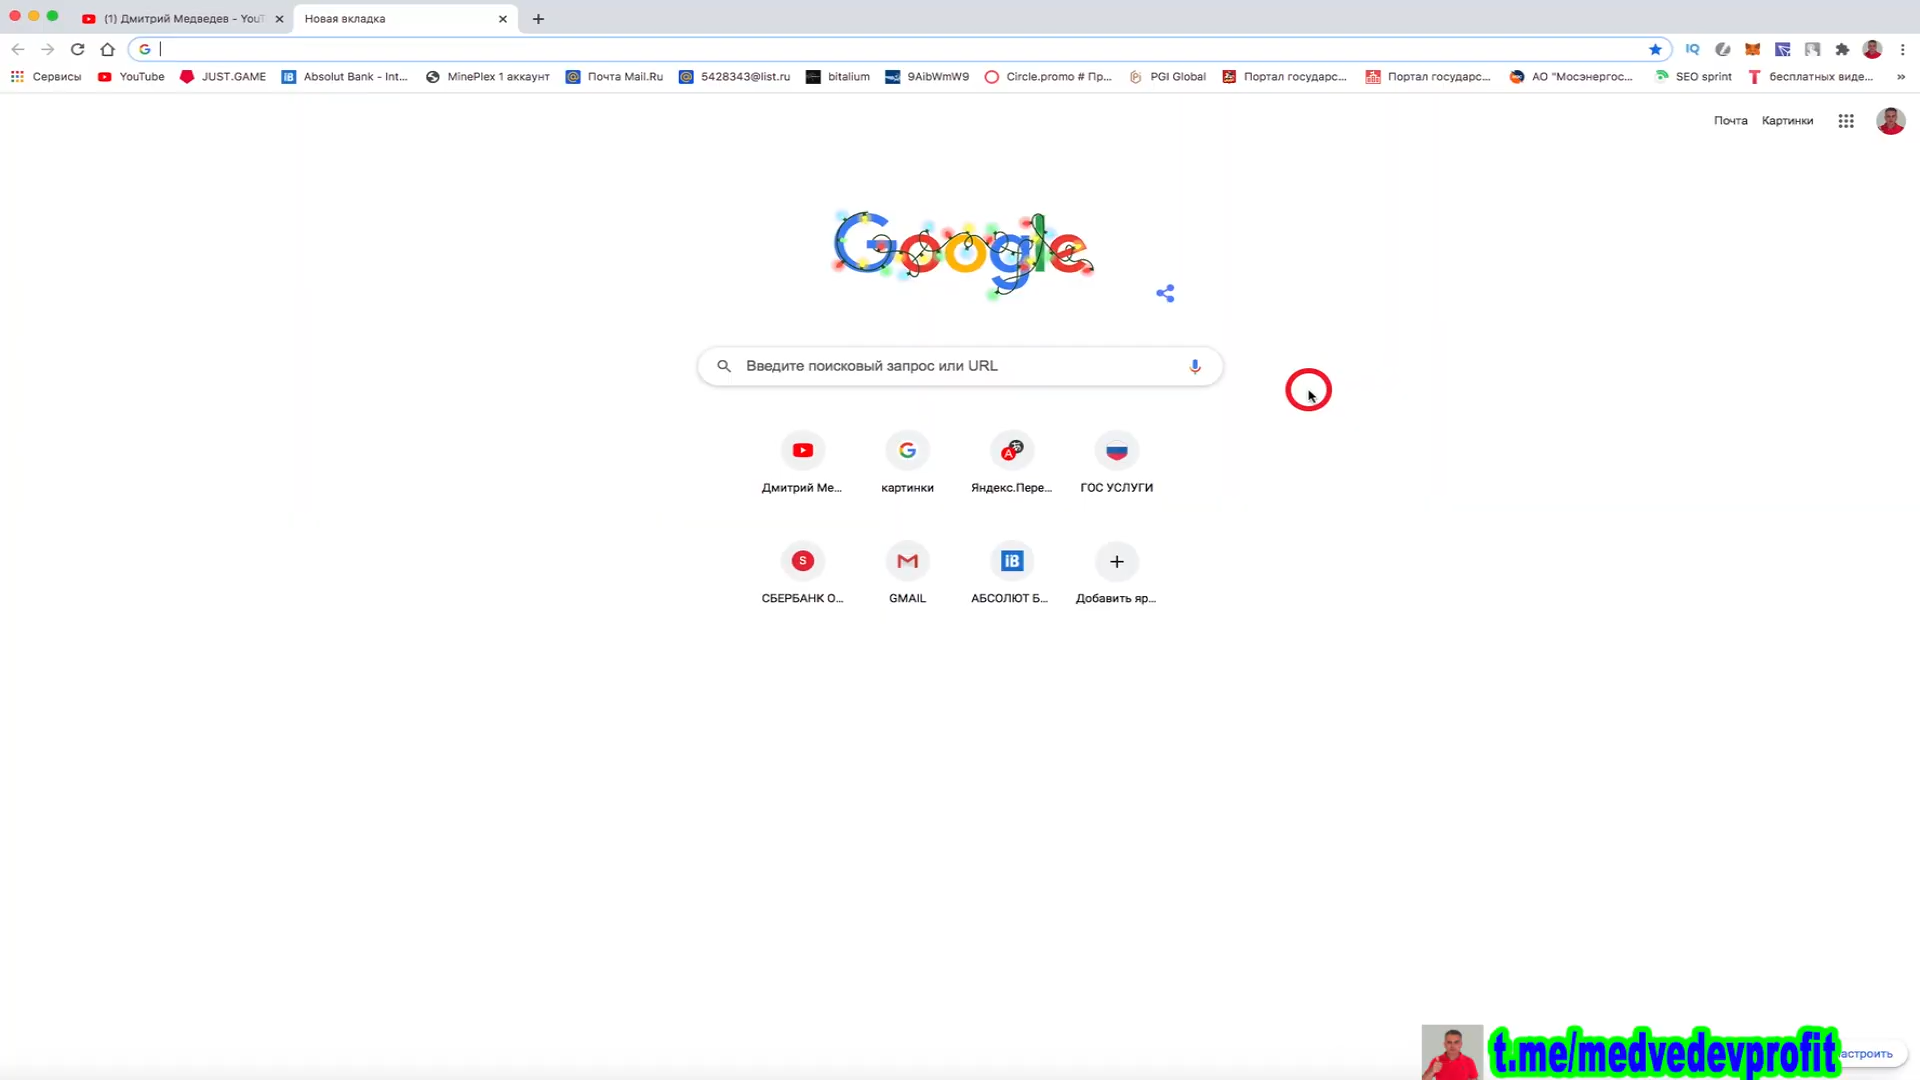 (1) Дмитрий Медведев - YouT
Новая вкладка
Сервисы
YouTube
JUST.GAME
Absolut Bank - Int...
MinePlex 1 аккаунт
Почта Mail.Ru
5428343@list.ru
bitalium
9AibWmW9
Circle.promo # Пр...
PGI Global
Портал государс...
Портал государс...
АО "Мосэнергос...
SEO sprint
бесплатных виде...
Почта
Картинки
Google
Введите поисковый запрос или URL
Дмитрий Ме...
картинки
Яндекс.Пере...
ГОС УСЛУГИ
СБЕРБАНК О...
GMAIL
АБСОЛЮТ Б...
Добавить яр...
t.me/medvedevprofit
астроить